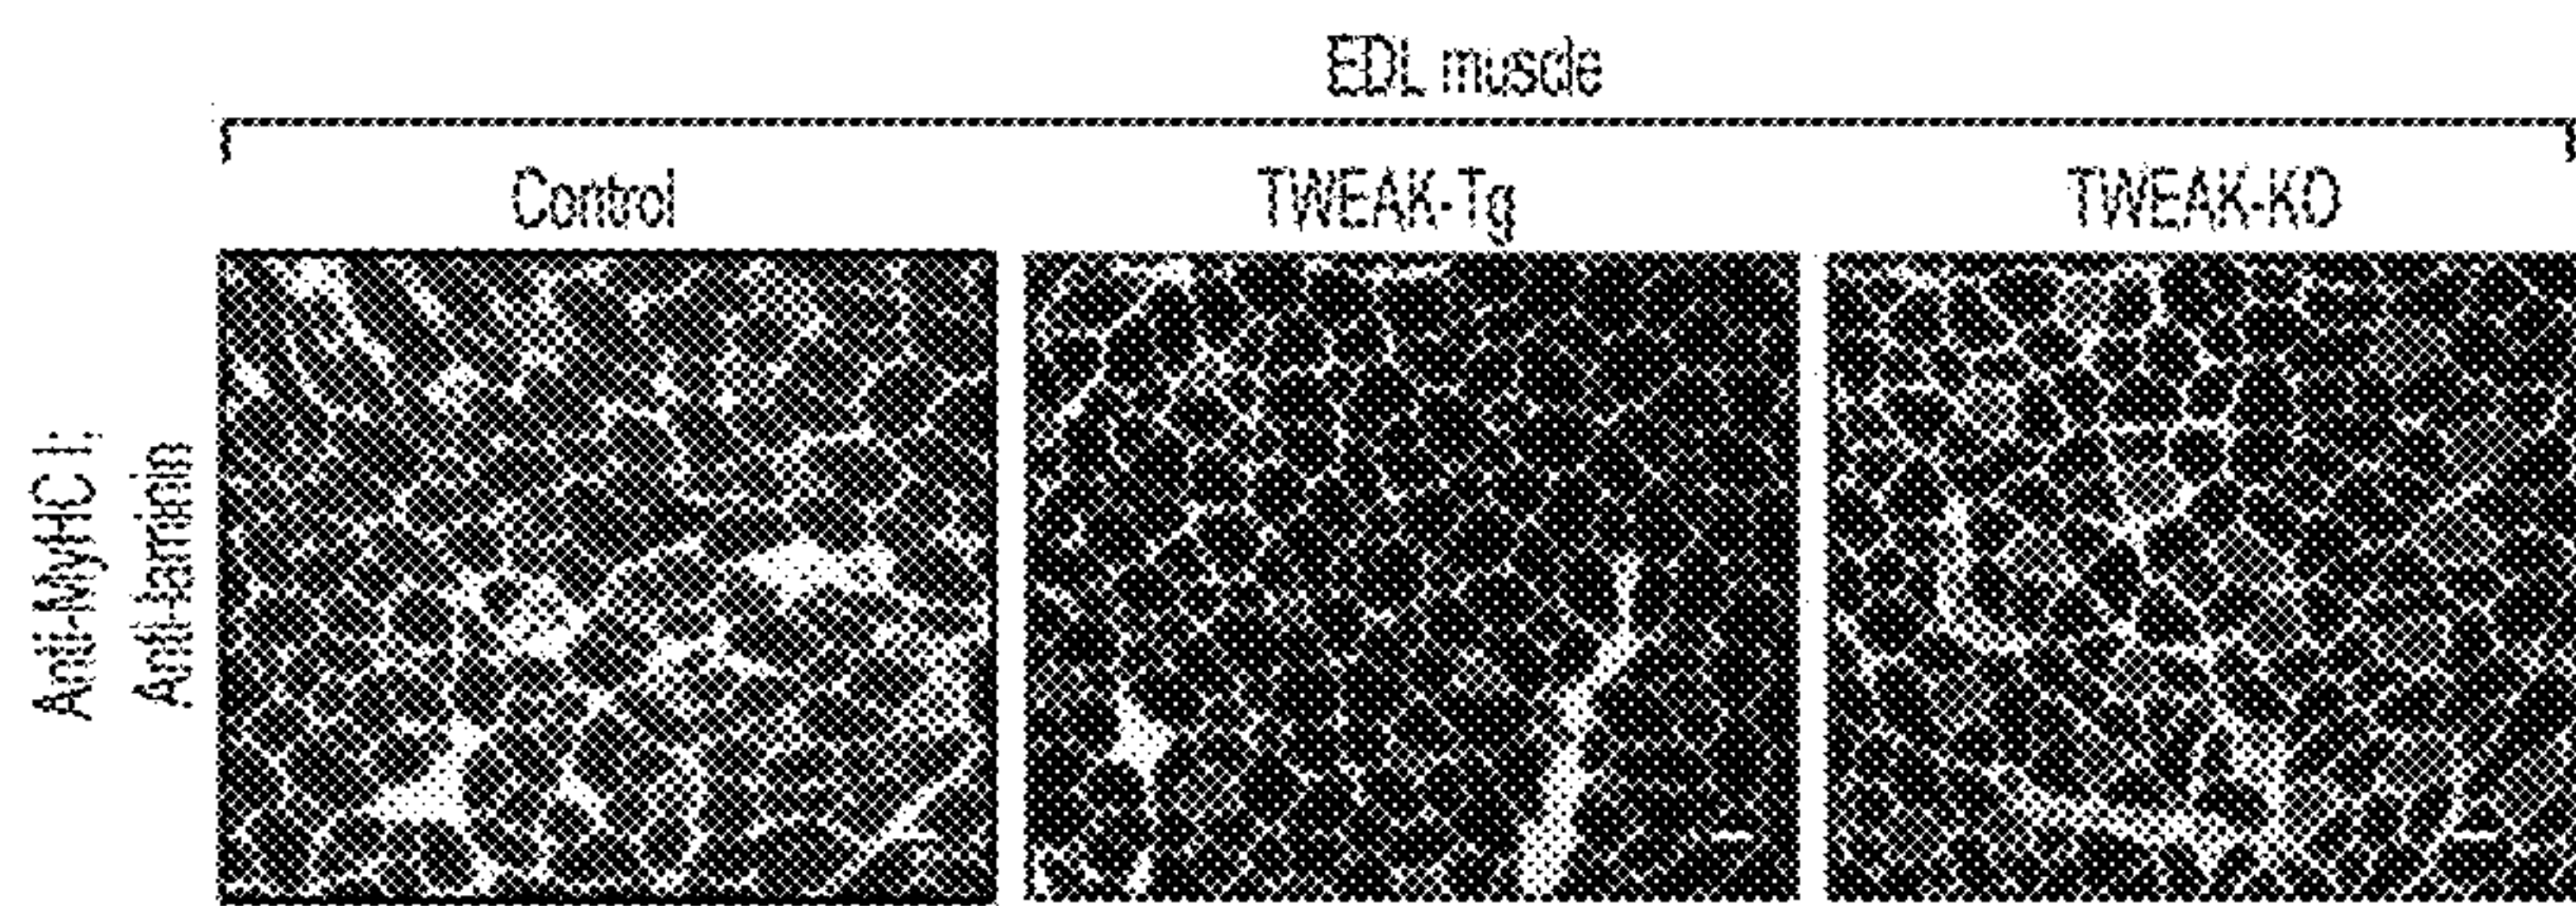 EDL muscle
Control
TWEAK-Tg
TWEAK-KO
Anti-MyHC I;
Anti-laminin